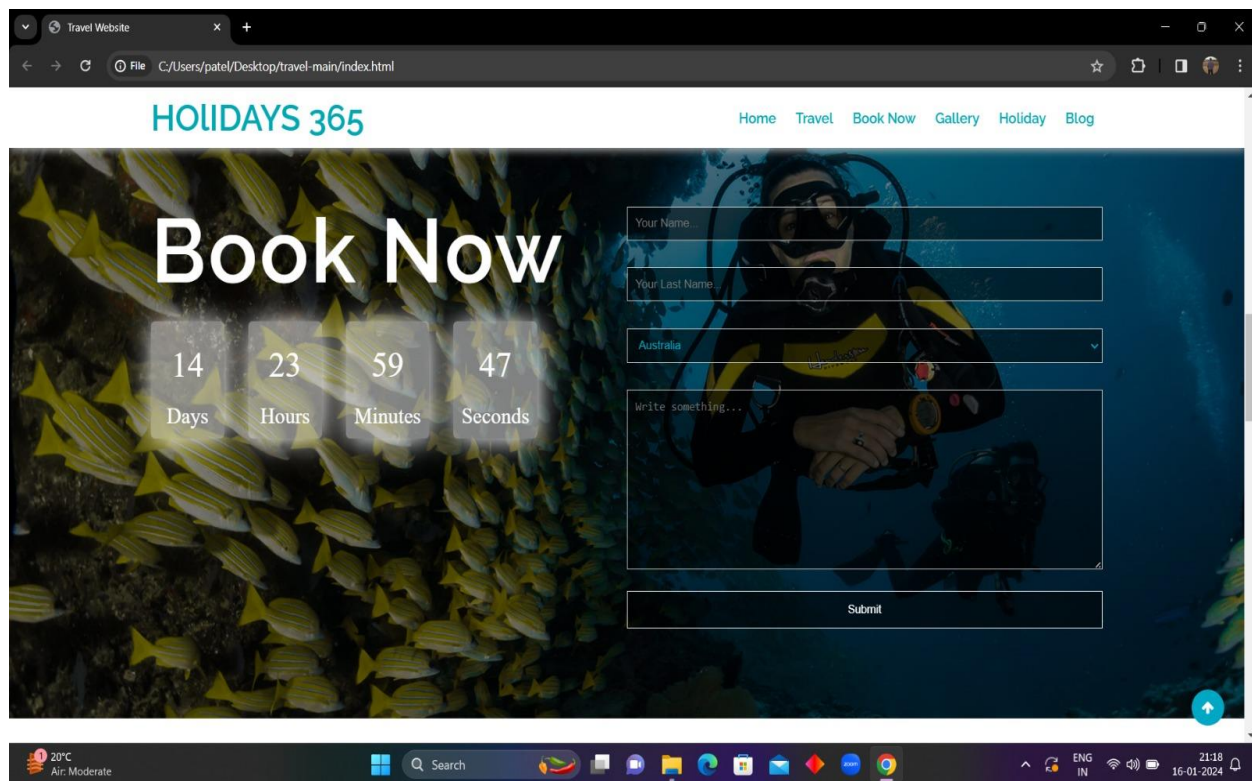 Travel Website
File C:/Users/patel/Desktop/travel-main/index.html
HOlIDAYS 365
Home Travel Book Now Gallery Holiday Blog
Book Now
14 23 59 47
Days Hours Minutes Seconds
Your Name...
Your Last Name...
Australia
Write something...
Submit
1
20°C
Air: Moderate
Search
zoom
ENG
IN
21:18
16-01-2024